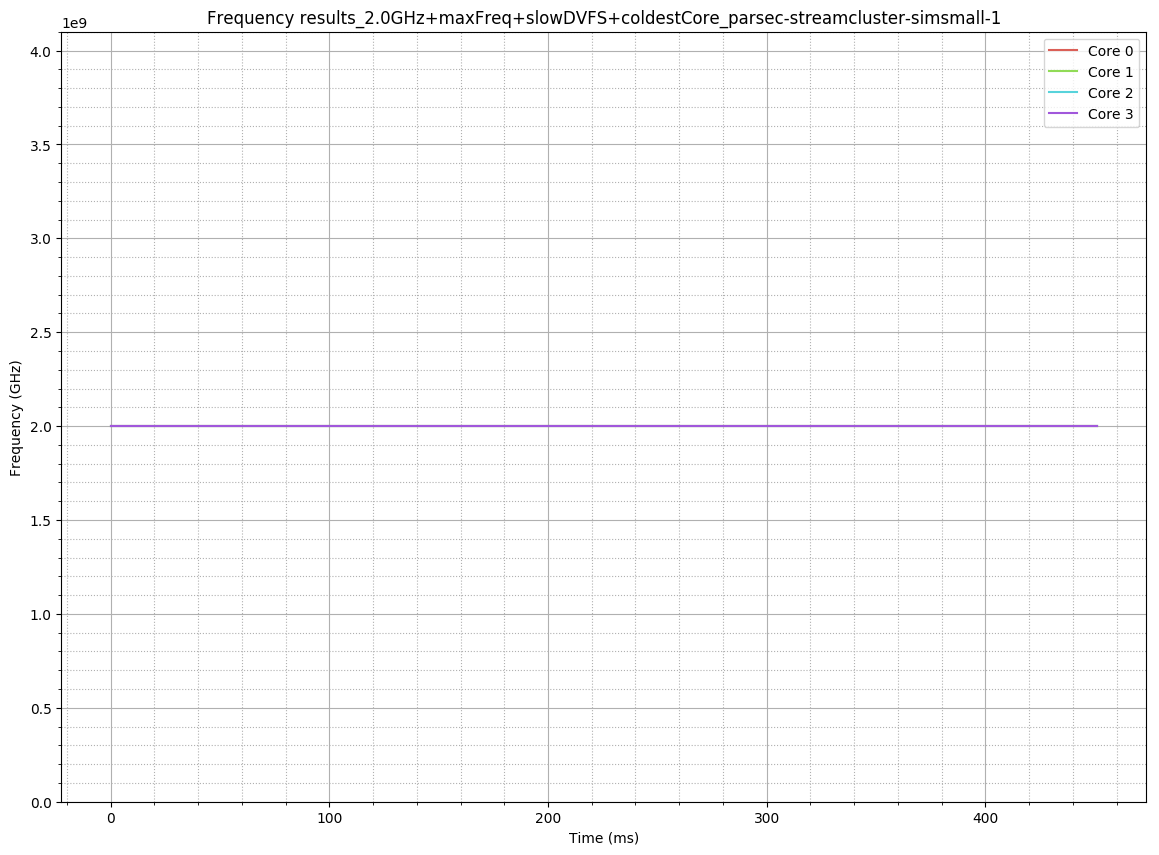 Frequency results_2.0GHz+maxFreq+slowDVFS+coldestCore_parsec-streamcluster-simsmall-1
1e9
Core 0
Core 1
Core 2
Core 3
4.0
3.5
3.0
2.5
2.0
1.5
1.0
0.5
0.0
Frequency (GHz)
0 100 200 300 400
Time (ms)